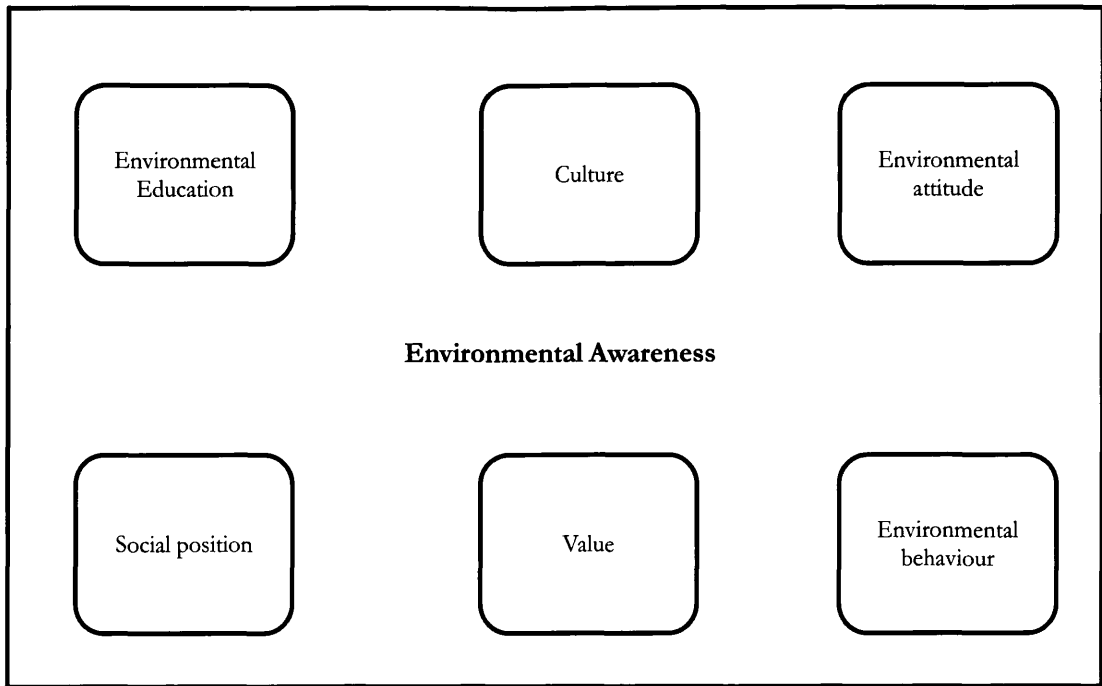 Environmental
Education
Culture
Environmental
attitude
Environmental Awareness
Social position
Value
Environmental
behaviour